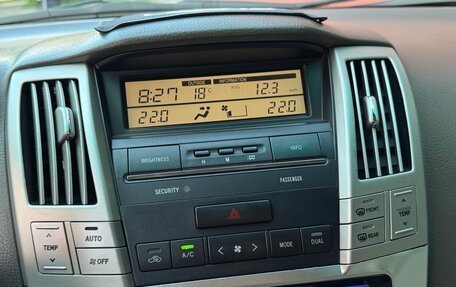 OUTSIDE INFORMATION
8:27 18°C AVG 12.3
22.0 22.0
BRIGHTNESS H M :00 INFO
SECURITY PASSENGER
TEMP AUTO OFF
A/C MODE DUAL
FRONT
REAR
TEMP